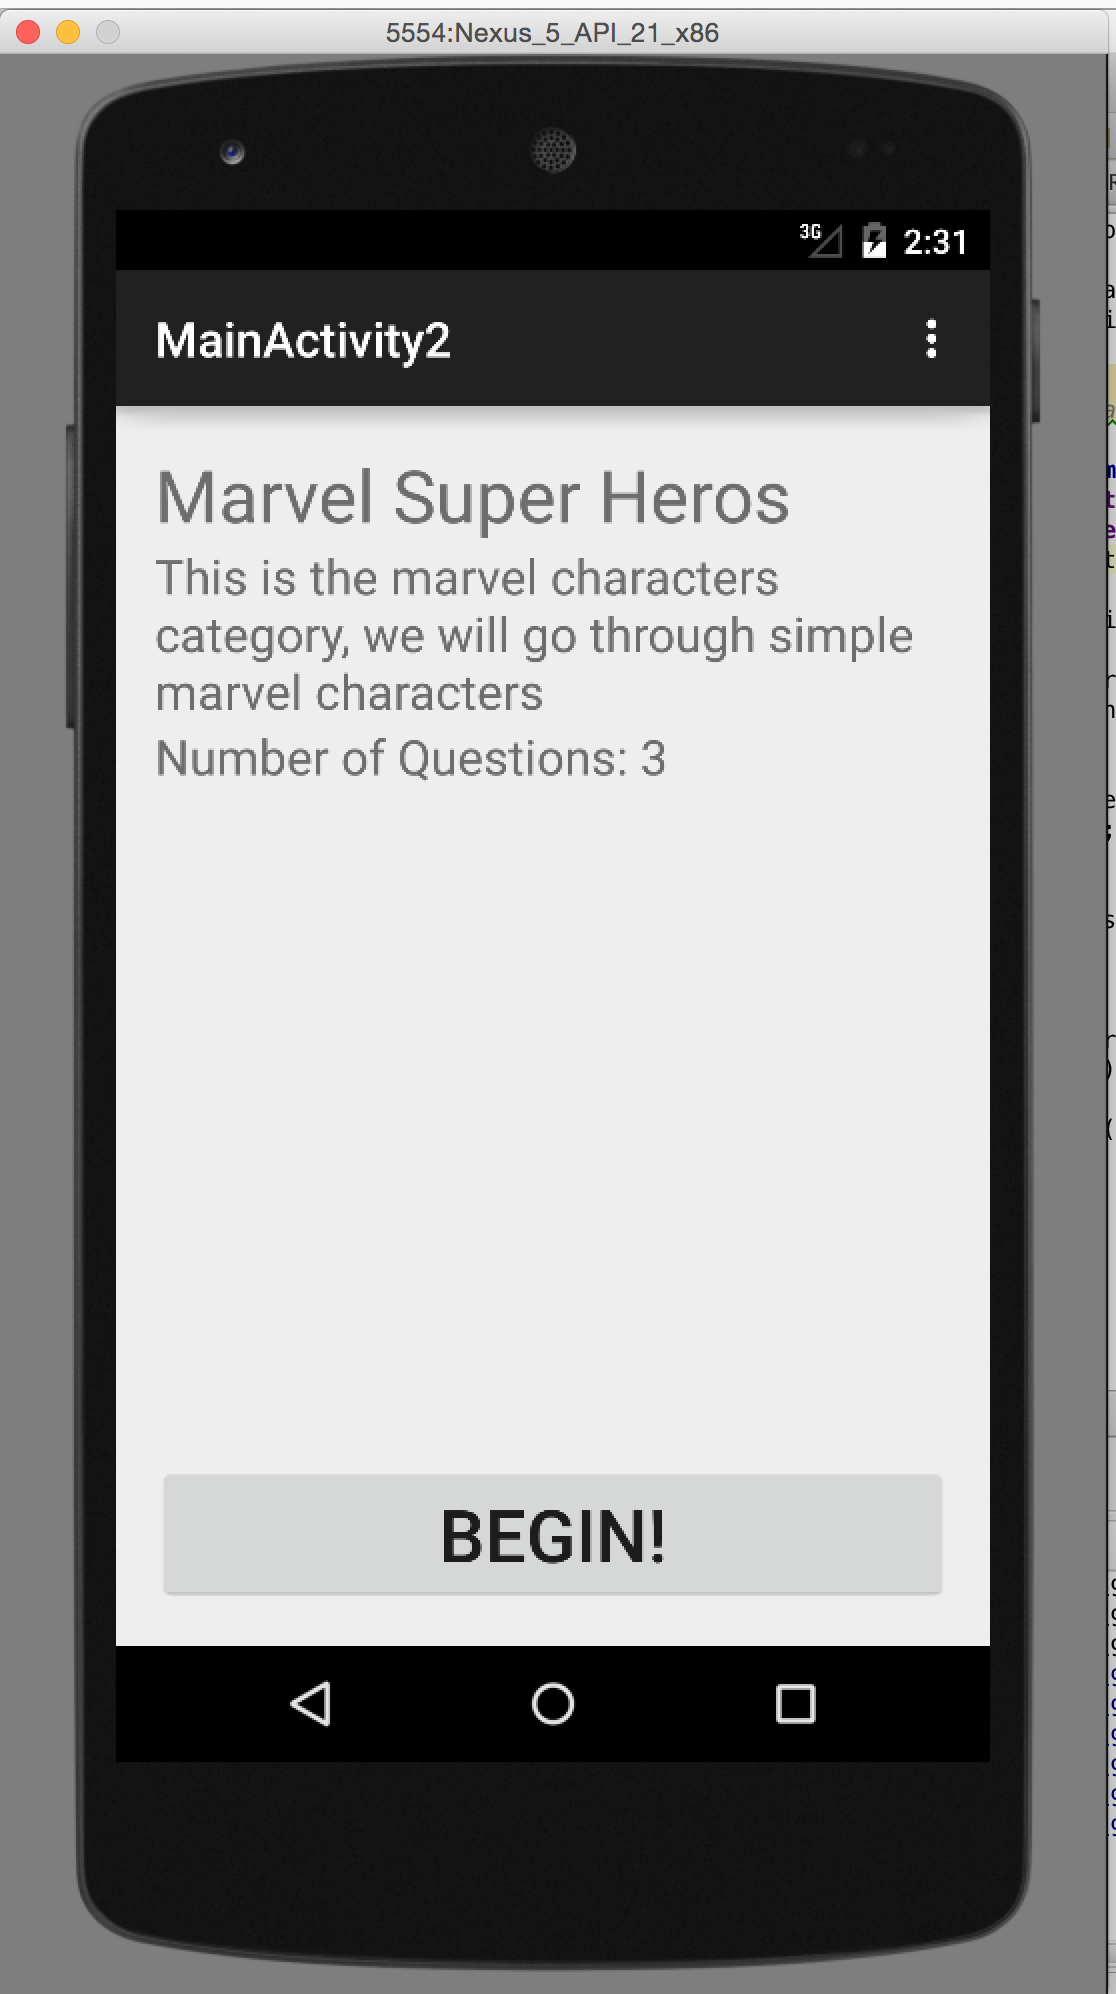 5554:Nexus_5_API_21_x86
3G 2:31
MainActivity2
Marvel Super Heros
This is the marvel characters
category, we will go through simple
marvel characters
Number of Questions: 3
BEGIN!